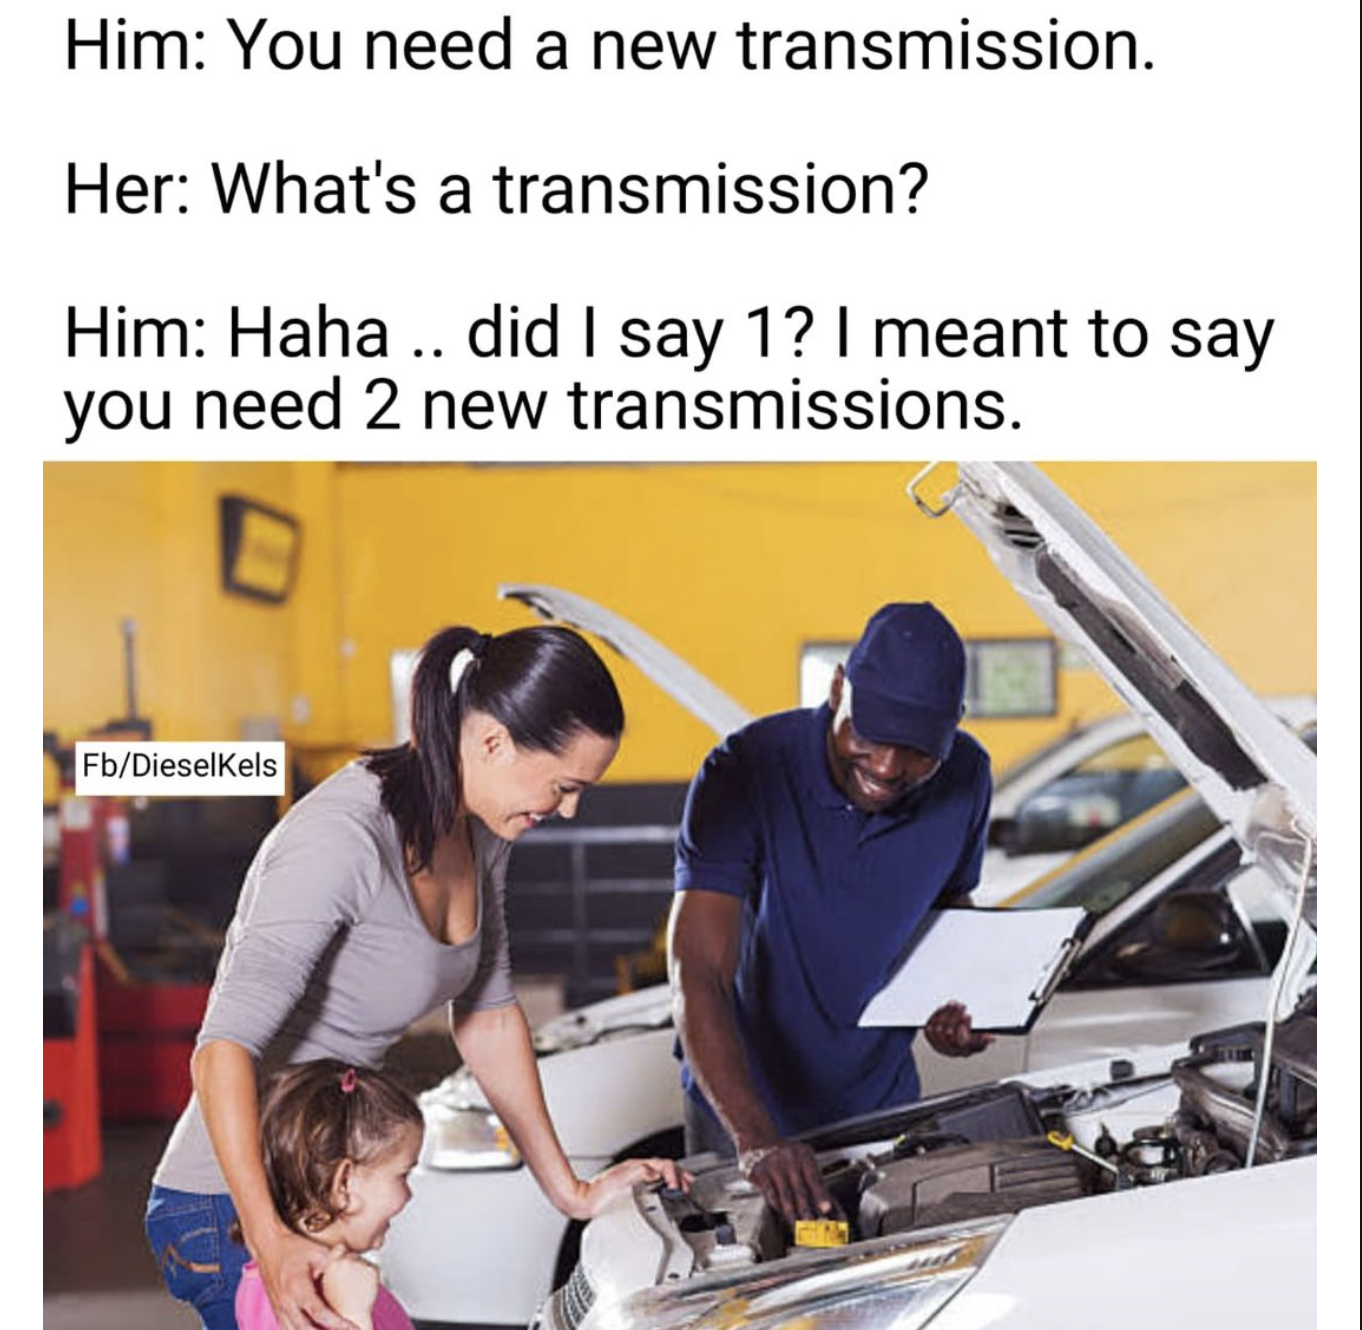 Him: You need a new transmission.
Her: What's a transmission?
Him: Haha .. did I say 1? I meant to say
you need 2 new transmissions.
Fb/DieselKels